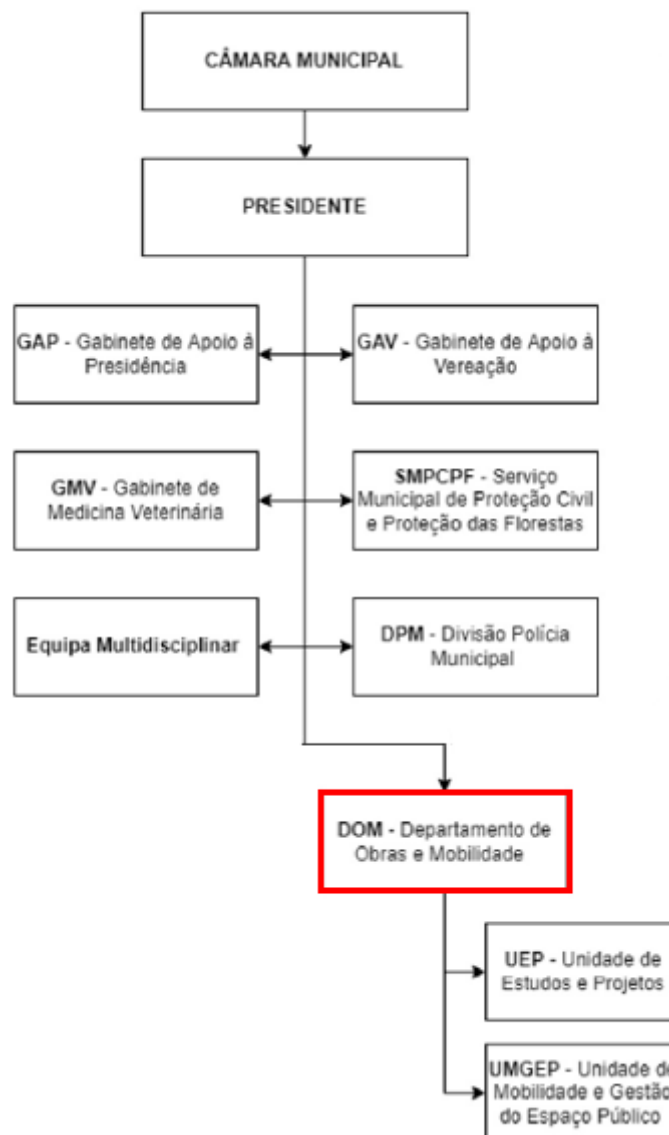 CÂMARA MUNICIPAL
PRESIDENTE
GAP - Gabinete de Apoio à
Presidência
GAV - Gabinete de Apoio à
Vereação
GMV - Gabinete de
Medicina Veterinária
SMPCPF - Serviço
Municipal de Proteção Civil
e Proteção das Florestas
Equipa Multidisciplinar
DPM - Divisão Polícia
Municipal
DOM - Departamento de
Obras e Mobilidade
UEP - Unidade de
Estudos e Projetos
UMGEP - Unidade de
Mobilidade e Gestão
do Espaço Público